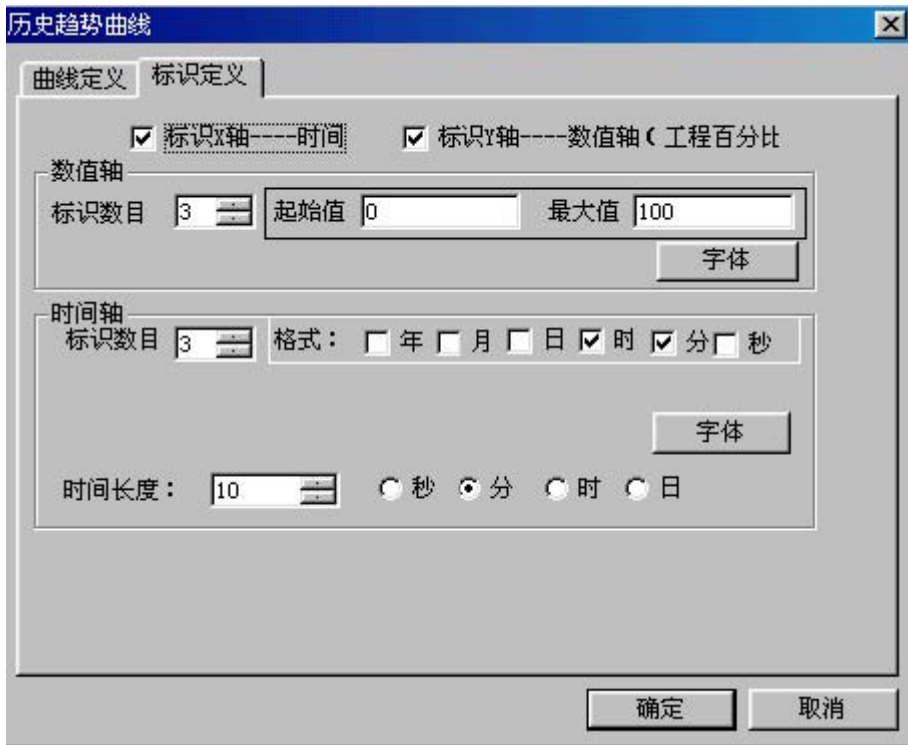 历史趋势曲线
曲线定义 标识定义
标识X轴----时间 标识Y轴----数值轴(工程百分比
数值轴
标识数目 3 起始值 0 最大值 100
字体
时间轴
标识数目 3 格式: 年 月 日 时 分 秒
字体
时间长度: 10 秒 分 时 日
确定 取消